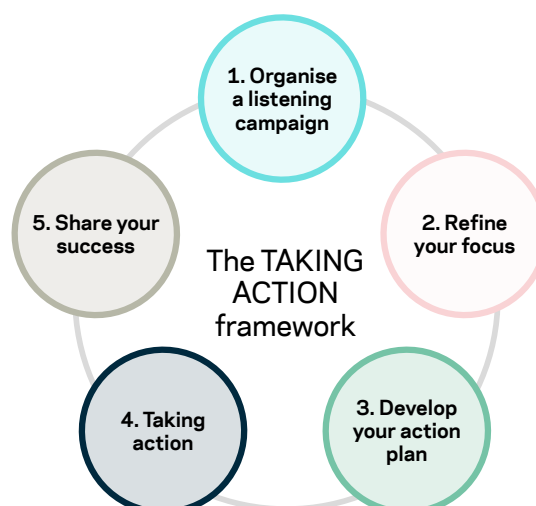 1. Organise
a listening
campaign
2. Refine
your focus
3. Develop
your action
plan
4. Taking
action
5. Share your
success
The TAKING
ACTION
framework